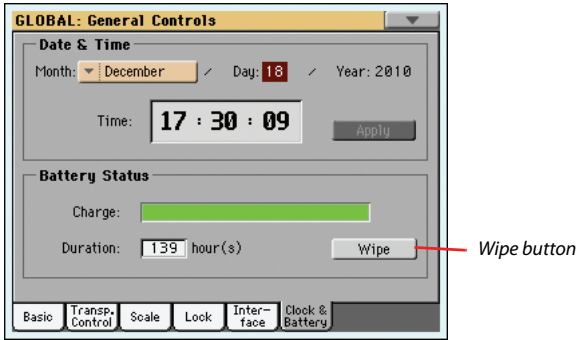 GLOBAL: General Controls
Date & Time
Month: December / Day: 18 / Year: 2010
Time: 17 : 30 : 09 Apply
Battery Status
Charge:
Duration: 139 hour(s) Wipe Wipe button
Basic Transp. Control Scale Lock Inter- face Clock & Battery